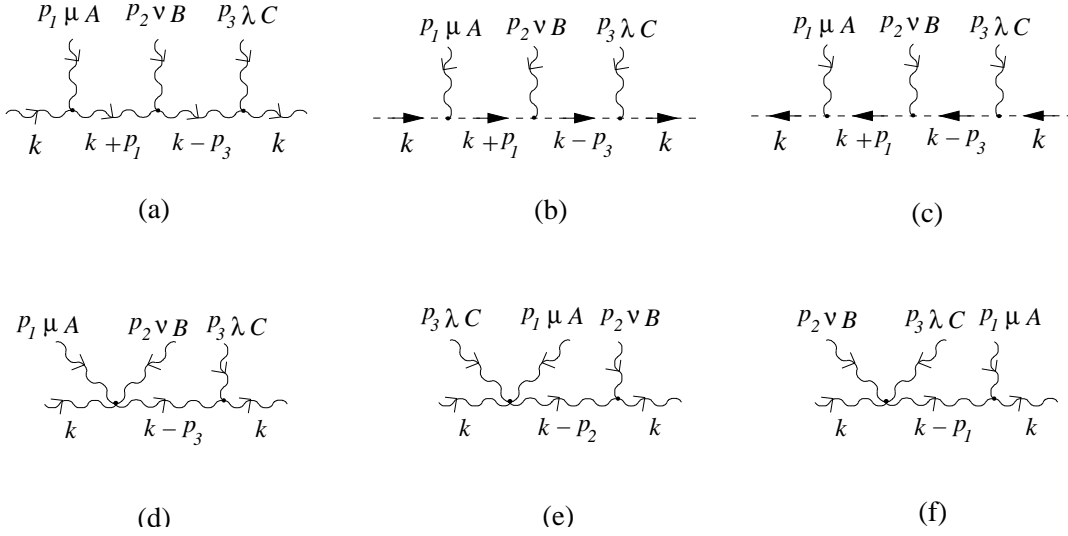 p₁ μ A p₂ ν B p₃ λ C
k k + p₁ k − p₃ k
(a)
p₁ μ A p₂ ν B p₃ λ C
k k + p₁ k − p₃ k
(b)
p₁ μ A p₂ ν B p₃ λ C
k k + p₁ k − p₃ k
(c)
p₁ μ A p₂ ν B p₃ λ C
k k − p₃ k
(d)
p₃ λ C p₁ μ A p₂ ν B
k k − p₂ k
(e)
p₂ ν B p₃ λ C p₁ μ A
k k − p₁ k
(f)